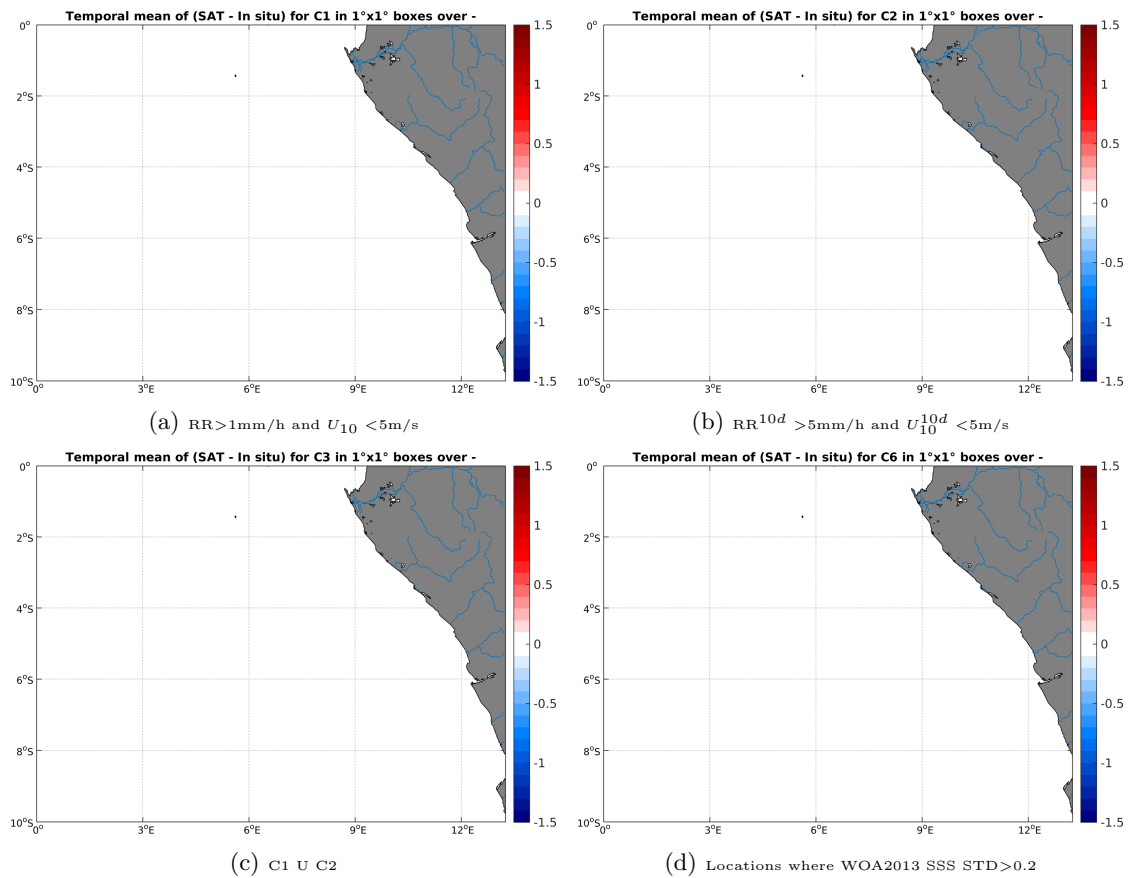 Temporal mean of (SAT - In situ) for C1 in 1°x1° boxes over -
0°
2°S
4°S
6°S
8°S
10°S
0°
3°E
6°E
9°E
12°E
1.5
1
0.5
0
-0.5
-1
-1.5
(a) RR>1mm/h and U10 <5m/s
Temporal mean of (SAT - In situ) for C2 in 1°x1° boxes over -
0°
2°S
4°S
6°S
8°S
10°S
0°
3°E
6°E
9°E
12°E
1.5
1
0.5
0
-0.5
-1
-1.5
(b) RR10d >5mm/h and U10 10d <5m/s
Temporal mean of (SAT - In situ) for C3 in 1°x1° boxes over -
0°
2°S
4°S
6°S
8°S
10°S
0°
3°E
6°E
9°E
12°E
1.5
1
0.5
0
-0.5
-1
-1.5
(c) C1 U C2
Temporal mean of (SAT - In situ) for C6 in 1°x1° boxes over -
0°
2°S
4°S
6°S
8°S
10°S
0°
3°E
6°E
9°E
12°E
1.5
1
0.5
0
-0.5
-1
-1.5
(d) Locations where WOA2013 SSS STD>0.2